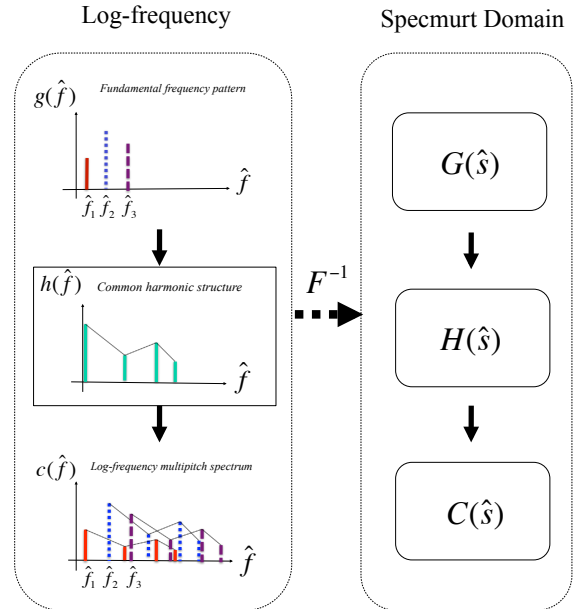 Log-frequency
Specmurt Domain
g(f̂)
Fundamental frequency pattern
f̂
f̂₁ f̂₂ f̂₃
h(f̂)
Common harmonic structure
f̂
c(f̂)
Log-frequency multipitch spectrum
f̂
f̂₁ f̂₂ f̂₃
F⁻¹
G(ŝ)
H(ŝ)
C(ŝ)